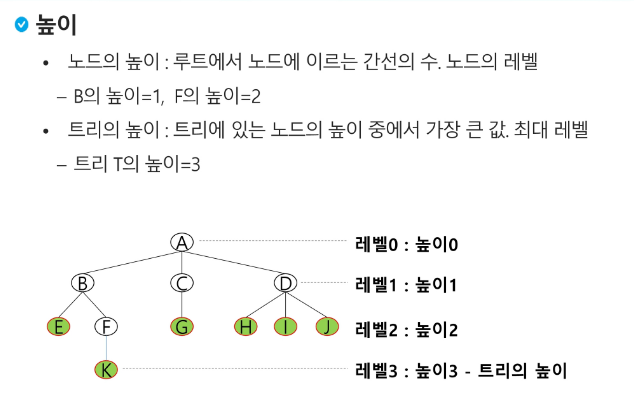 높이
• 노드의 높이 : 루트에서 노드에 이르는 간선의 수. 노드의 레벨
– B의 높이=1, F의 높이=2
• 트리의 높이 : 트리에 있는 노드의 높이 중에서 가장 큰 값. 최대 레벨
– 트리 T의 높이=3
A 레벨0 : 높이0
B C D 레벨1 : 높이1
E F G H I J 레벨2 : 높이2
K 레벨3 : 높이3 - 트리의 높이